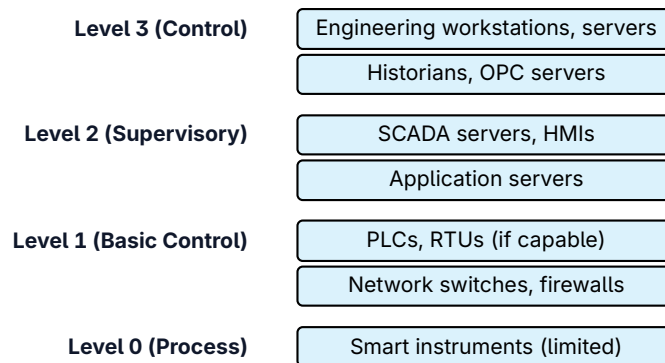 Level 3 (Control)
Engineering workstations, servers
Historians, OPC servers
Level 2 (Supervisory)
SCADA servers, HMIs
Application servers
Level 1 (Basic Control)
PLCs, RTUs (if capable)
Network switches, firewalls
Level 0 (Process)
Smart instruments (limited)